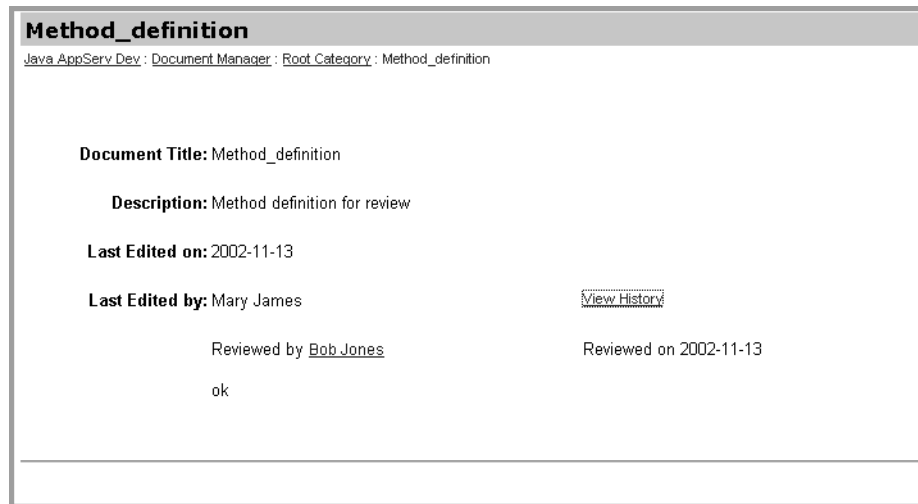 Method_definition
Java AppServ Dev : Document Manager : Root Category : Method_definition
Document Title: Method_definition
Description: Method definition for review
Last Edited on: 2002-11-13
Last Edited by: Mary James View History
Reviewed by Bob Jones Reviewed on 2002-11-13
ok